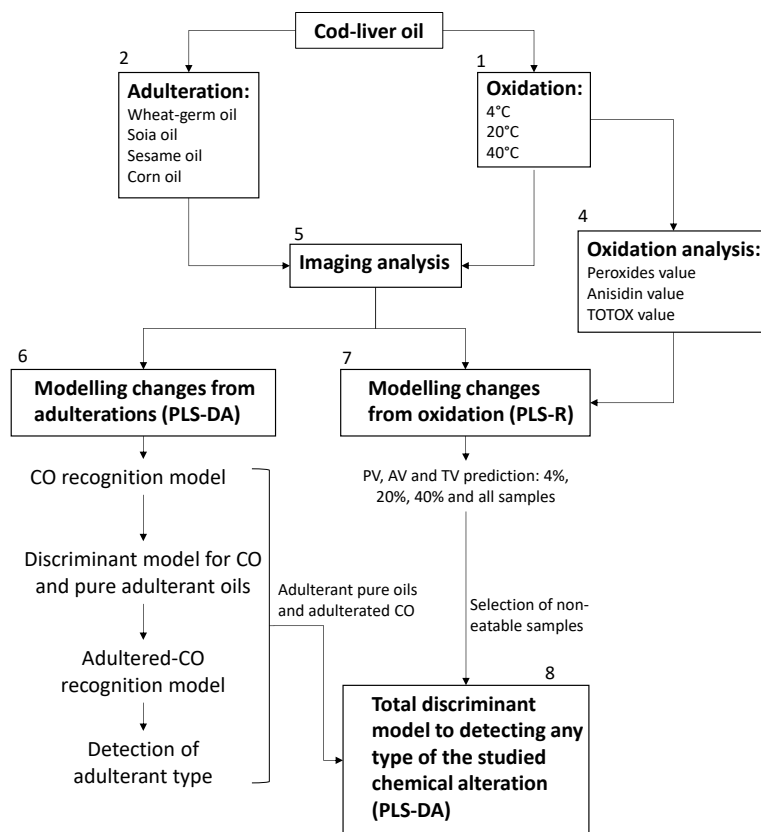 Cod-liver oil
2
Adulteration:
Wheat-germ oil
Soia oil
Sesame oil
Corn oil
1
Oxidation:
4°C
20°C
40°C
4
Oxidation analysis:
Peroxides value
Anisidin value
TOTOX value
5
Imaging analysis
6
Modelling changes from
adulterations (PLS-DA)
7
Modelling changes
from oxidation (PLS-R)
CO recognition model
Discriminant model for CO
and pure adulterant oils
Adultered-CO
recognition model
Detection of
adulterant type
Adulterant pure oils
and adulterated CO
PV, AV and TV prediction: 4%,
20%, 40% and all samples
Selection of non-
eatable samples
8
Total discriminant
model to detecting any
type of the studied
chemical alteration
(PLS-DA)